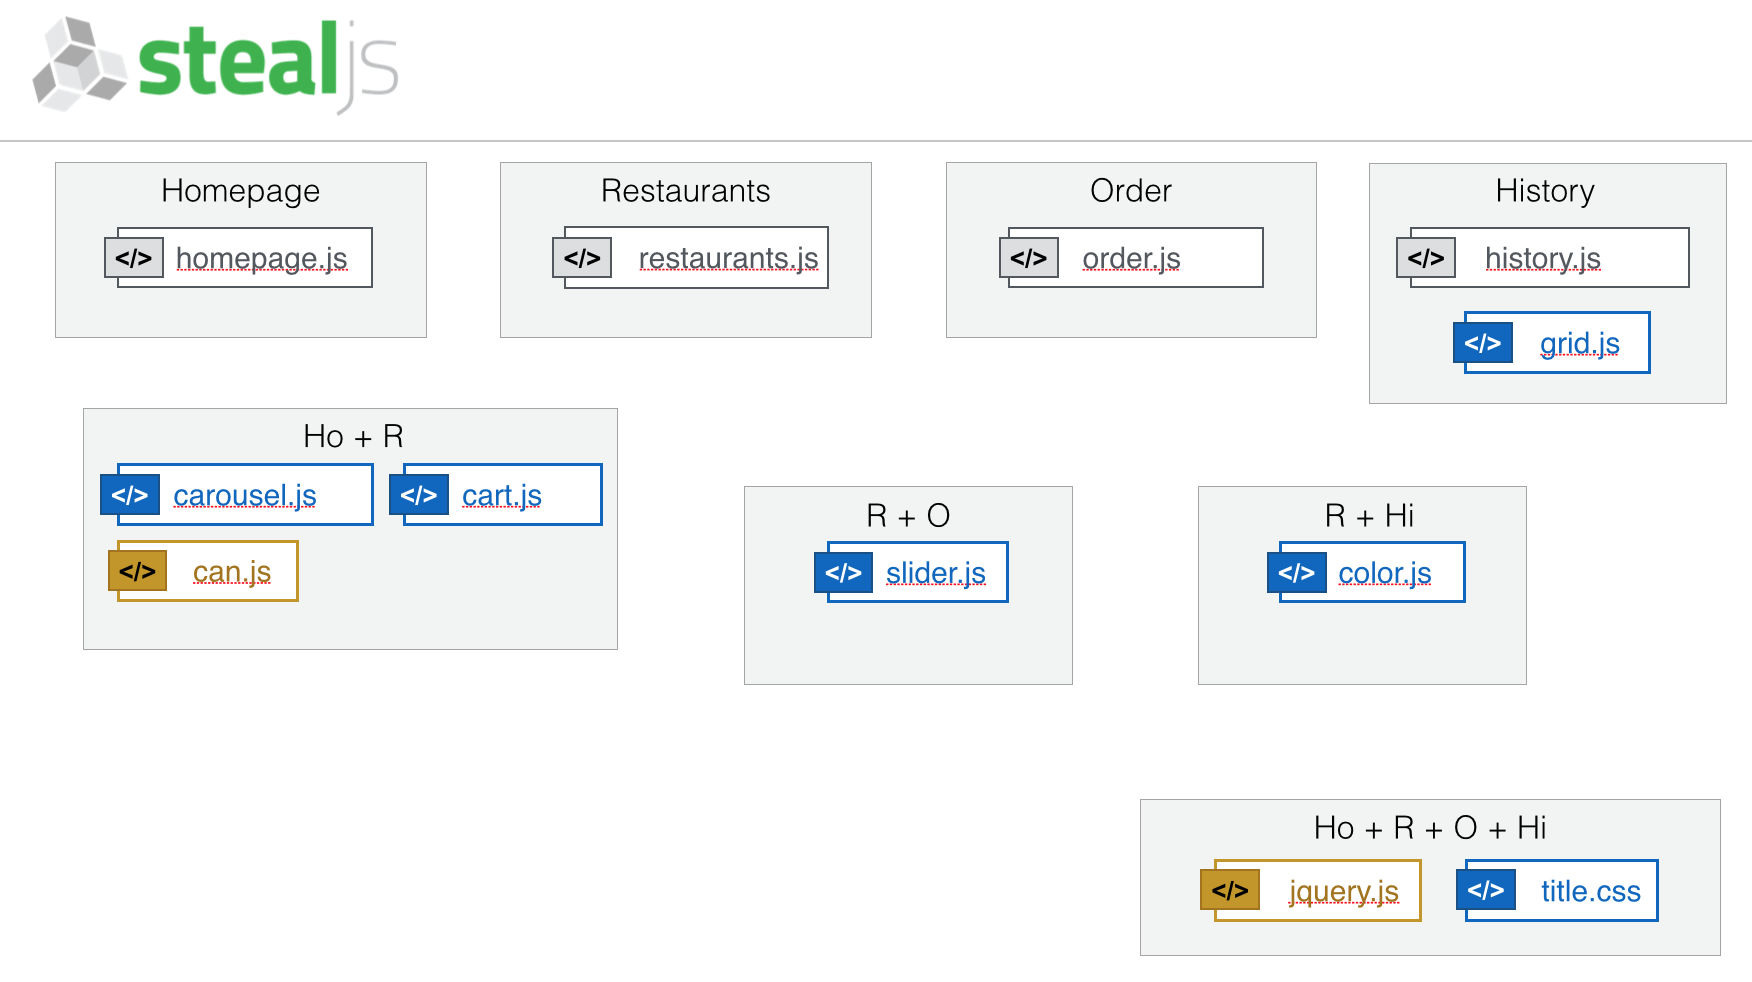 stealjs
Homepage
</> homepage.js
Restaurants
</> restaurants.js
Order
</> order.js
History
</> history.js
</> grid.js
Ho + R
</> carousel.js
</> cart.js
</> can.js
R + O
</> slider.js
R + Hi
</> color.js
Ho + R + O + Hi
</> jquery.js
</> title.css